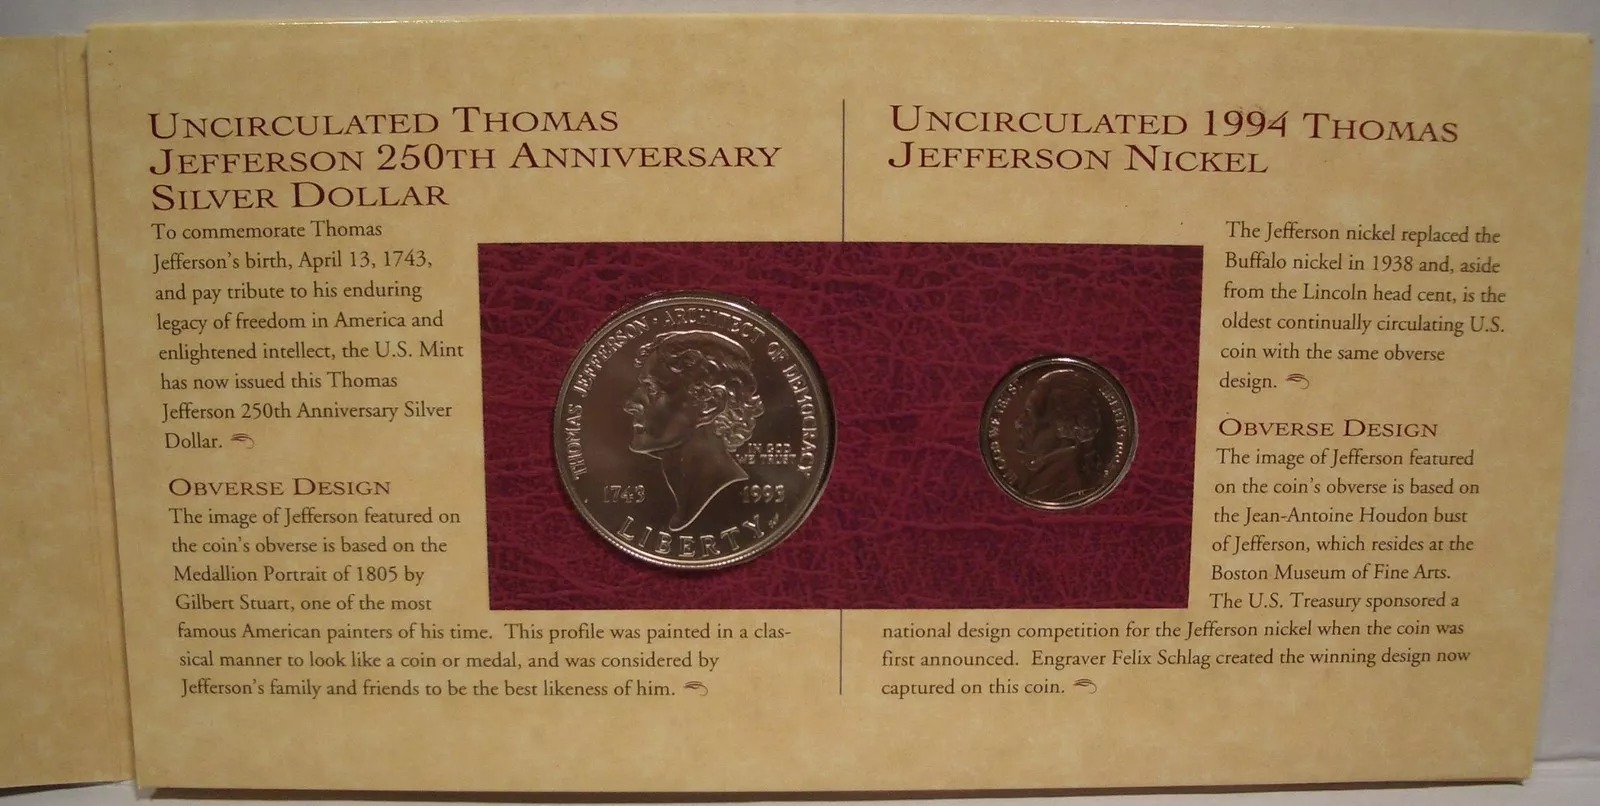 UNCIRCULATED THOMAS
JEFFERSON 250TH ANNIVERSARY
SILVER DOLLAR
To commemorate Thomas
Jefferson's birth, April 13, 1743,
and pay tribute to his enduring
legacy of freedom in America and
enlightened intellect, the U.S. Mint
has now issued this Thomas
Jefferson 250th Anniversary Silver
Dollar.
OBVERSE DESIGN
The image of Jefferson featured on
the coin's obverse is based on the
Medallion Portrait of 1805 by
Gilbert Stuart, one of the most
famous American painters of his time. This profile was painted in a clas-
sical manner to look like a coin or medal, and was considered by
Jefferson's family and friends to be the best likeness of him.
THOMAS JEFFERSON · ARCHITECT OF DEMOCRACY
IN GOD
WE TRUST
1743 1993
LIBERTY
UNCIRCULATED 1994 THOMAS
JEFFERSON NICKEL
The Jefferson nickel replaced the
Buffalo nickel in 1938 and, aside
from the Lincoln head cent, is the
oldest continually circulating U.S.
coin with the same obverse
design.
OBVERSE DESIGN
The image of Jefferson featured
on the coin's obverse is based on
the Jean-Antoine Houdon bust
of Jefferson, which resides at the
Boston Museum of Fine Arts.
The U.S. Treasury sponsored a
national design competition for the Jefferson nickel when the coin was
first announced. Engraver Felix Schlag created the winning design now
captured on this coin.
IN GOD WE TRUST
LIBERTY